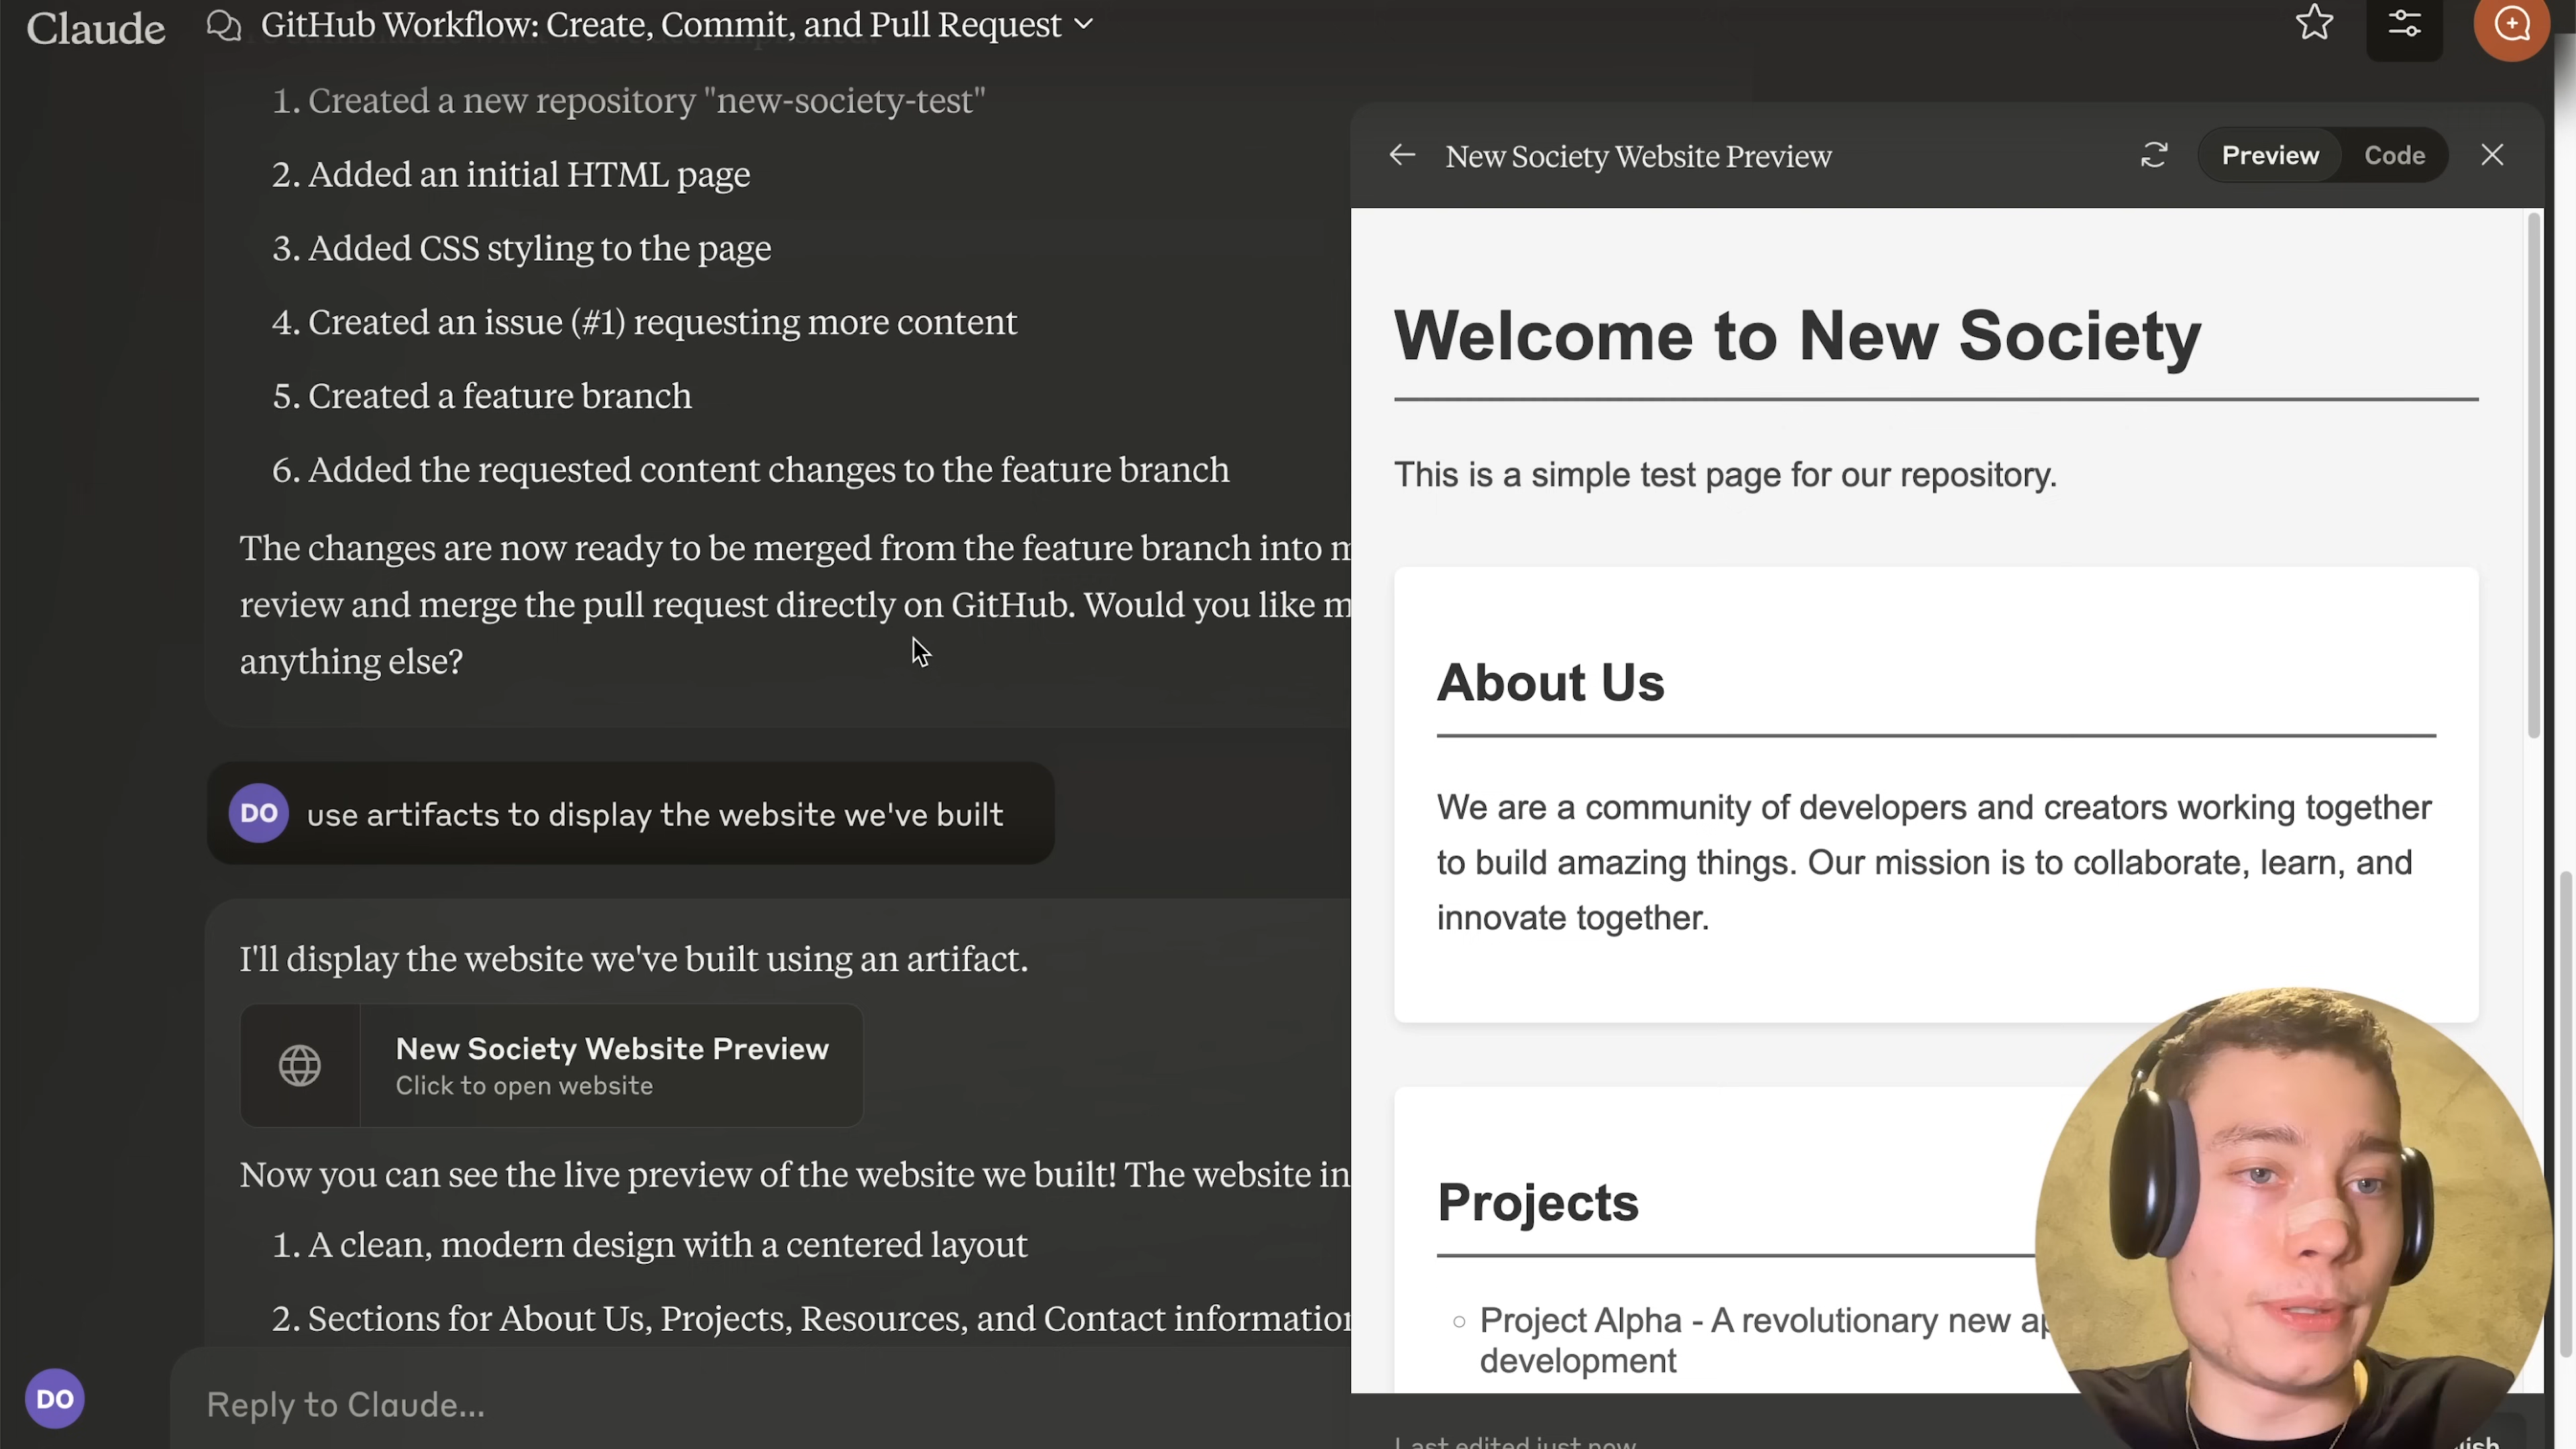 Claude
GitHub Workflow: Create, Commit, and Pull Request
1. Created a new repository "new-society-test"
2. Added an initial HTML page
3. Added CSS styling to the page
4. Created an issue (#1) requesting more content
5. Created a feature branch
6. Added the requested content changes to the feature branch
The changes are now ready to be merged from the feature branch into
review and merge the pull request directly on GitHub. Would you like
anything else?
DO use artifacts to display the website we've built
I'll display the website we've built using an artifact.
New Society Website Preview
Click to open website
Now you can see the live preview of the website we built! The website in
1. A clean, modern design with a centered layout
2. Sections for About Us, Projects, Resources, and Contact information
DO
Reply to Claude...
New Society Website Preview
Preview Code
Welcome to New Society
This is a simple test page for our repository.
About Us
We are a community of developers and creators working together
to build amazing things. Our mission is to collaborate, learn, and
innovate together.
Projects
Project Alpha - A revolutionary new
development
Last edited just now